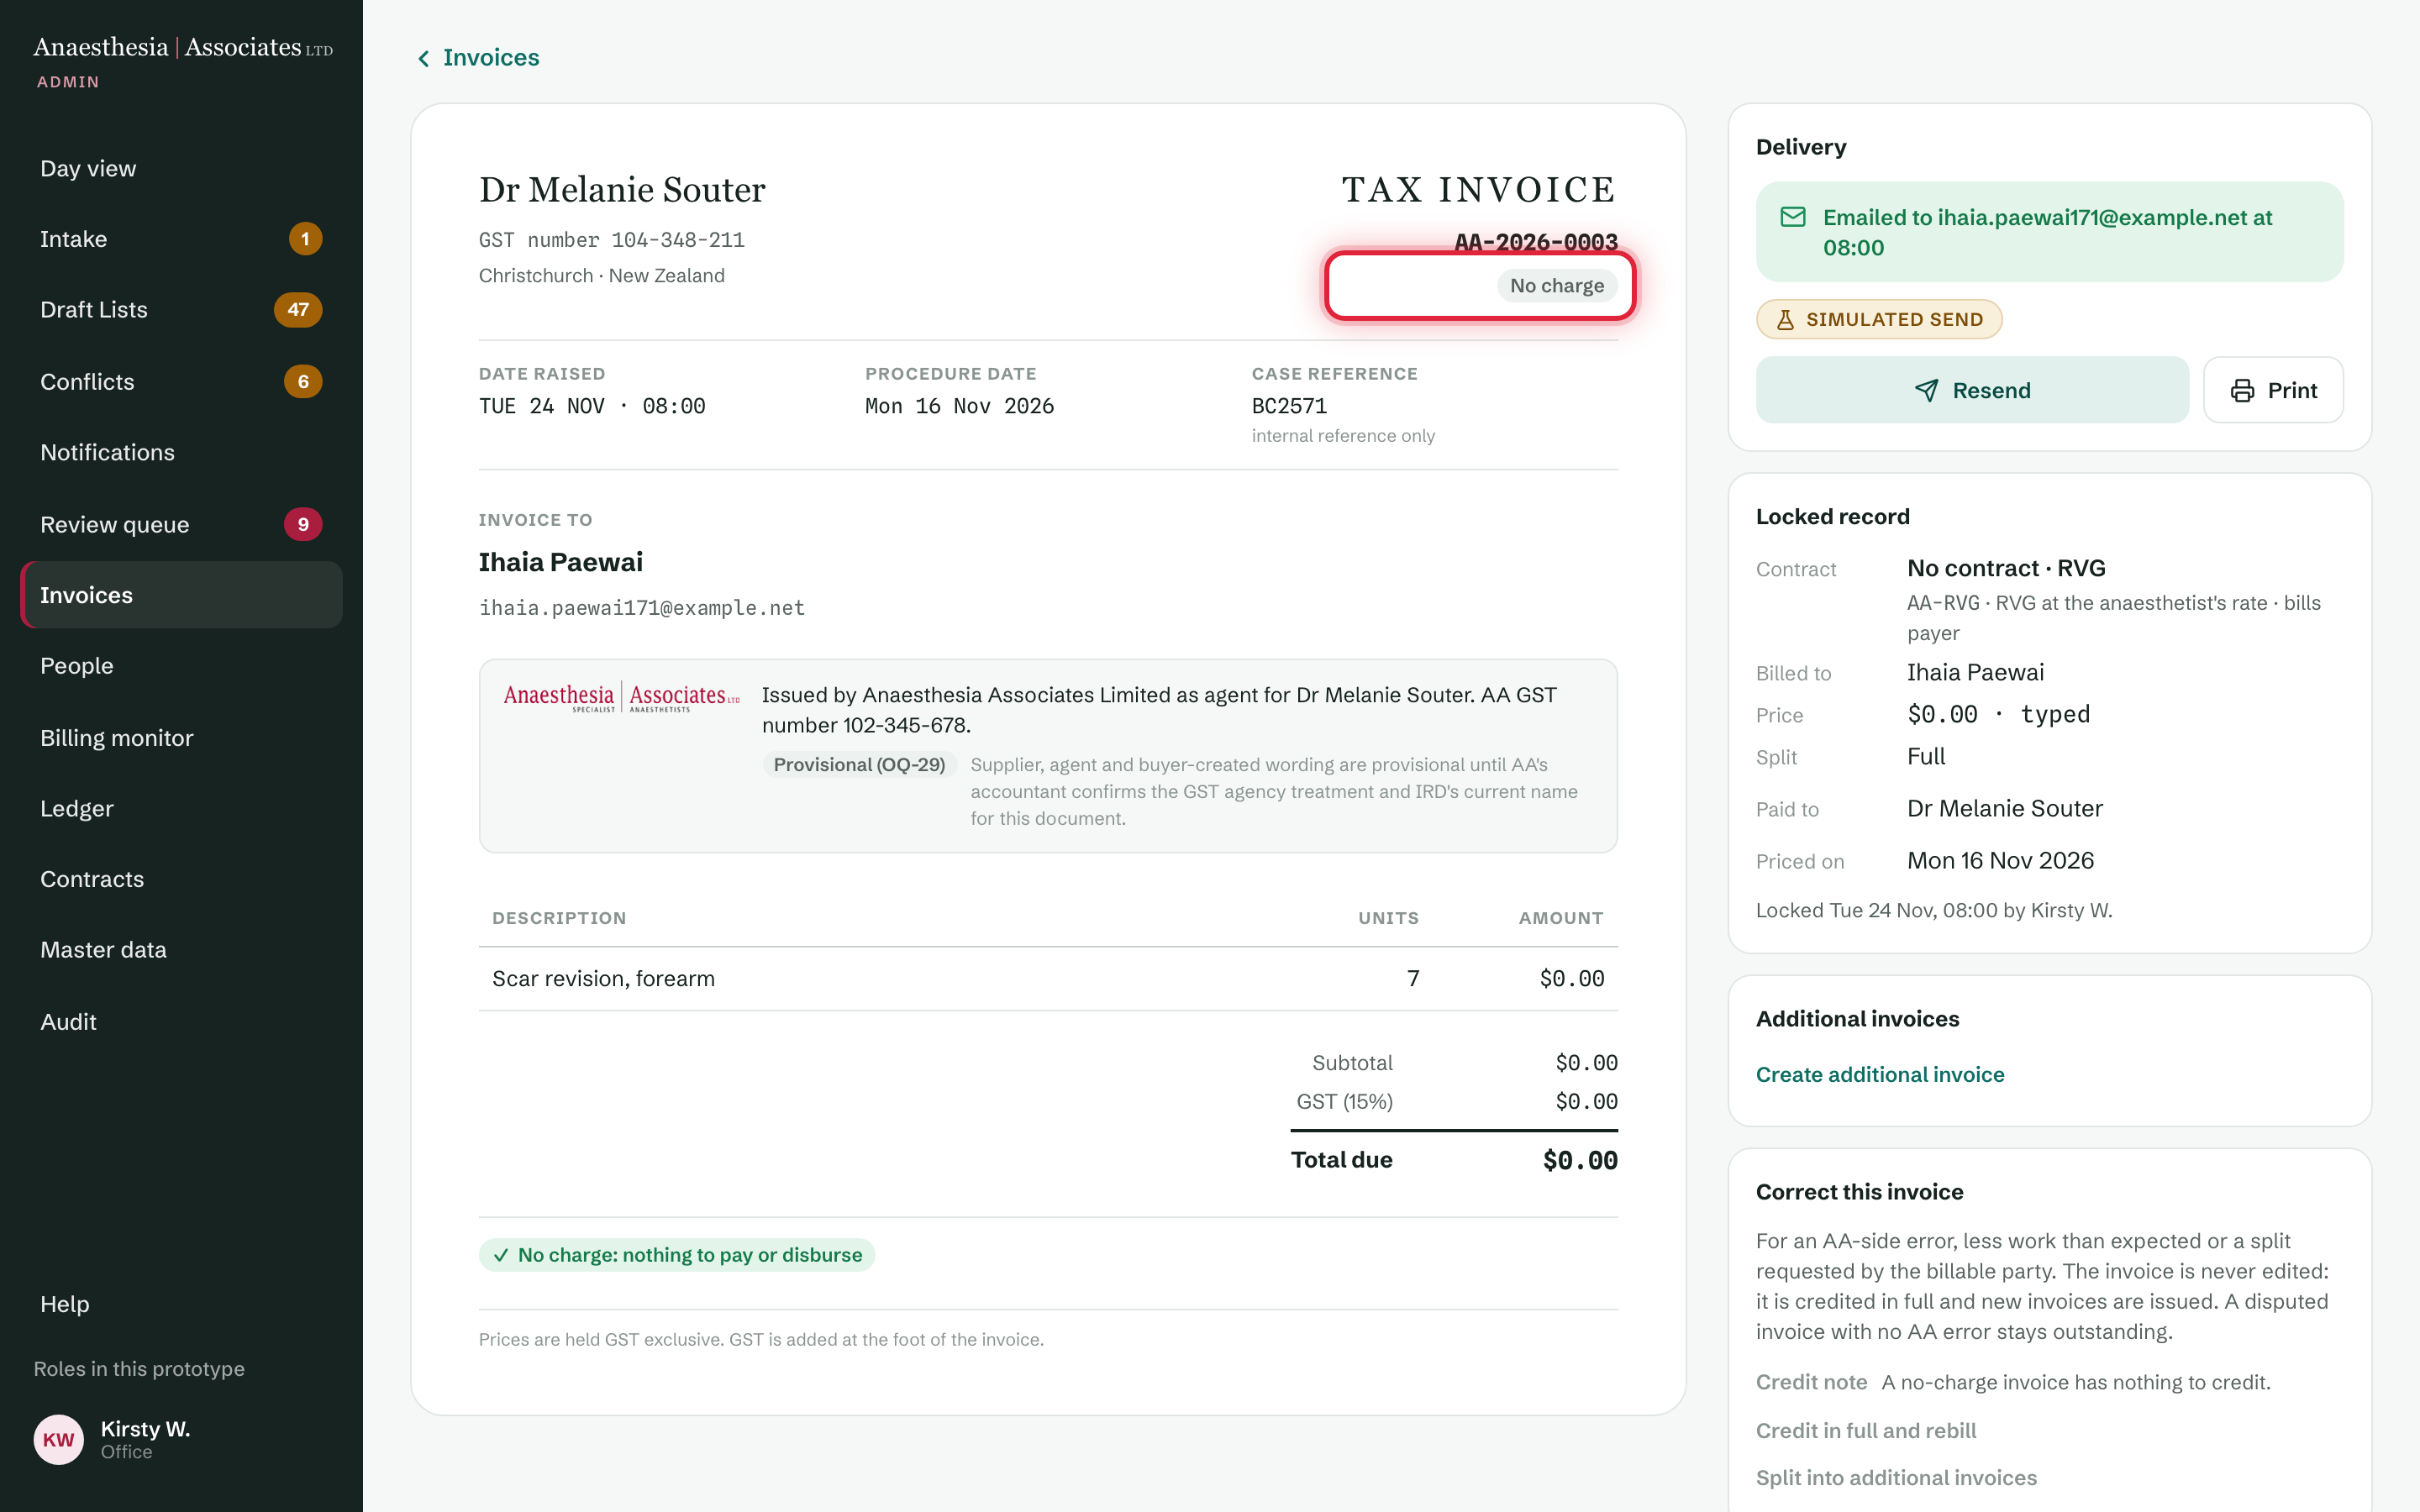 Anaesthesia | Associates LTD
ADMIN
Day view
Intake 1
Draft Lists 47
Conflicts 6
Notifications
Review queue 9
Invoices
People
Billing monitor
Ledger
Contracts
Master data
Audit
Help
Roles in this prototype
KW
Kirsty W.
Office
Invoices
Dr Melanie Souter
GST number 104-348-211
Christchurch · New Zealand
TAX INVOICE
AA-2026-0003
No charge
DATE RAISED
TUE 24 NOV · 08:00
PROCEDURE DATE
Mon 16 Nov 2026
CASE REFERENCE
BC2571
internal reference only
INVOICE TO
Ihaia Paewai
ihaia.paewai171@example.net
Anaesthesia | Associates LTD
SPECIALIST ANAESTHETISTS
Issued by Anaesthesia Associates Limited as agent for Dr Melanie Souter. AA GST
number 102-345-678.
Provisional (OQ-29)
Supplier, agent and buyer-created wording are provisional until AA's
accountant confirms the GST agency treatment and IRD's current name
for this document.
DESCRIPTION UNITS AMOUNT
Scar revision, forearm 7 $0.00
Subtotal $0.00
GST (15%) $0.00
Total due $0.00
No charge: nothing to pay or disburse
Prices are held GST exclusive. GST is added at the foot of the invoice.
Delivery
Emailed to ihaia.paewai171@example.net at
08:00
SIMULATED SEND
Resend
Print
Locked record
Contract No contract · RVG
AA-RVG · RVG at the anaesthetist's rate · bills
payer
Billed to Ihaia Paewai
Price $0.00 · typed
Split Full
Paid to Dr Melanie Souter
Priced on Mon 16 Nov 2026
Locked Tue 24 Nov, 08:00 by Kirsty W.
Additional invoices
Create additional invoice
Correct this invoice
For an AA-side error, less work than expected or a split
requested by the billable party. The invoice is never edited:
it is credited in full and new invoices are issued. A disputed
invoice with no AA error stays outstanding.
Credit note A no-charge invoice has nothing to credit.
Credit in full and rebill
Split into additional invoices